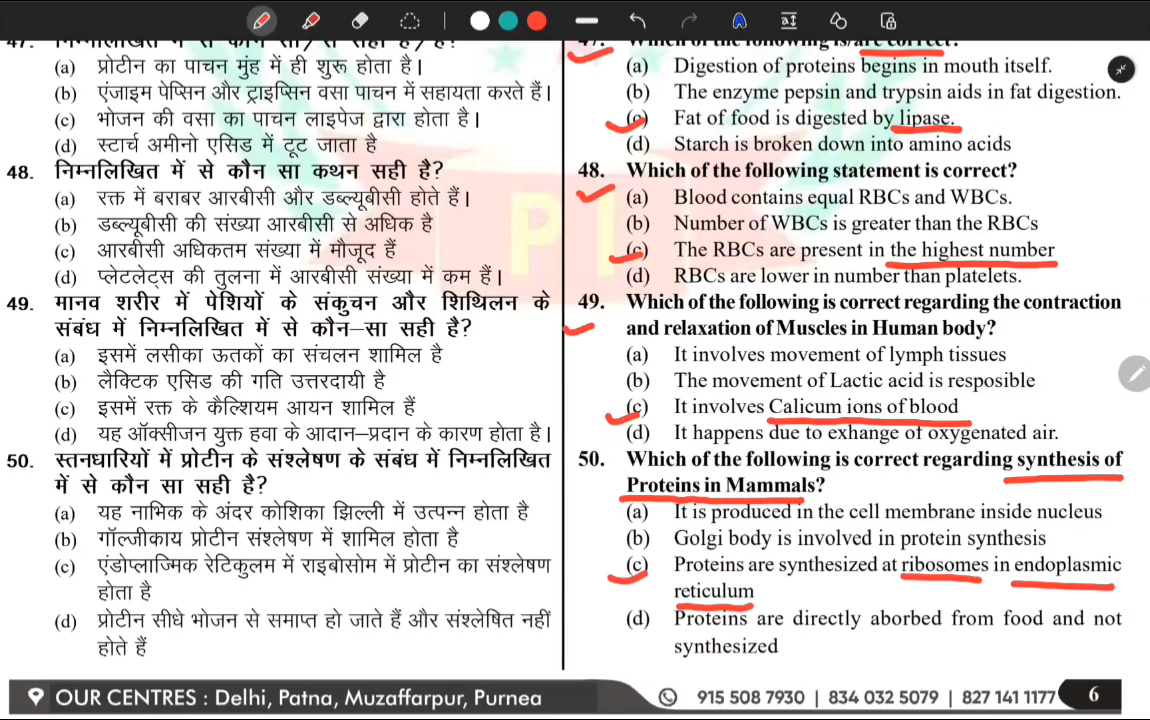 47. निम्नलिखित में से कौन सा/से सही है/हैं?
(a) प्रोटीन का पाचन मुंह में ही शुरू होता है।
(b) एंजाइम पेप्सिन और ट्राइप्सिन वसा पाचन में सहायता करते हैं।
(c) भोजन की वसा का पाचन लाइपेज द्वारा होता है।
(d) स्टार्च अमीनो एसिड में टूट जाता है
48. निम्नलिखित में से कौन सा कथन सही है?
(a) रक्त में बराबर आरबीसी और डब्ल्यूबीसी होते हैं।
(b) डब्ल्यूबीसी की संख्या आरबीसी से अधिक है
(c) आरबीसी अधिकतम संख्या में मौजूद हैं
(d) प्लेटलेट्स की तुलना में आरबीसी संख्या में कम हैं।
49. मानव शरीर में पेशियों के संकुचन और शिथिलन के
संबंध में निम्नलिखित में से कौन–सा सही है?
(a) इसमें लसीका ऊतकों का संचलन शामिल है
(b) लैक्टिक एसिड की गति उत्तरदायी है
(c) इसमें रक्त के कैल्शियम आयन शामिल हैं
(d) यह ऑक्सीजन युक्त हवा के आदान–प्रदान के कारण होता है।
50. स्तनधारियों में प्रोटीन के संश्लेषण के संबंध में निम्नलिखित
में से कौन सा सही है?
(a) यह नाभिक के अंदर कोशिका झिल्ली में उत्पन्न होता है
(b) गॉल्जीकाय प्रोटीन संश्लेषण में शामिल होता है
(c) एंडोप्लाज्मिक रेटिकुलम में राइबोसोम में प्रोटीन का संश्लेषण
होता है
(d) प्रोटीन सीधे भोजन से समाप्त हो जाते हैं और संश्लेषित नहीं
होते हैं
47. Which of the following is/are correct?
(a) Digestion of proteins begins in mouth itself.
(b) The enzyme pepsin and trypsin aids in fat digestion.
(c) Fat of food is digested by lipase.
(d) Starch is broken down into amino acids
48. Which of the following statement is correct?
(a) Blood contains equal RBCs and WBCs.
(b) Number of WBCs is greater than the RBCs
(c) The RBCs are present in the highest number
(d) RBCs are lower in number than platelets.
49. Which of the following is correct regarding the contraction
and relaxation of Muscles in Human body?
(a) It involves movement of lymph tissues
(b) The movement of Lactic acid is resposible
(c) It involves Calicum ions of blood
(d) It happens due to exhange of oxygenated air.
50. Which of the following is correct regarding synthesis of
Proteins in Mammals?
(a) It is produced in the cell membrane inside nucleus
(b) Golgi body is involved in protein synthesis
(c) Proteins are synthesized at ribosomes in endoplasmic
reticulum
(d) Proteins are directly aborbed from food and not
synthesized
OUR CENTRES : Delhi, Patna, Muzaffarpur, Purnea
915 508 7930 | 834 032 5079 | 827 141 1177
6